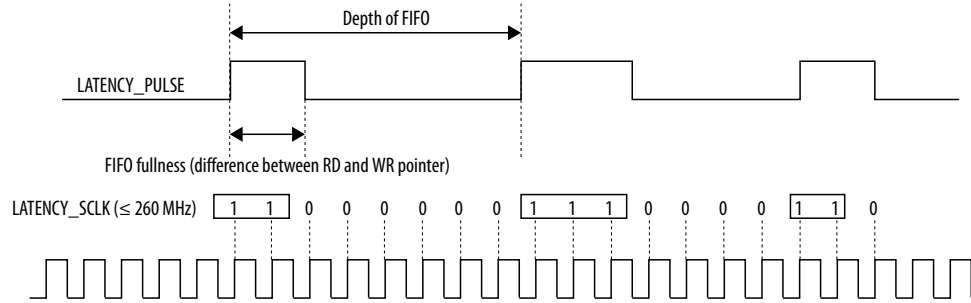 Depth of FIFO
LATENCY_PULSE
FIFO fullness (difference between RD and WR pointer)
LATENCY_SCLK (≤ 260 MHz) 1 1 0 0 0 0 0 0 1 1 1 0 0 0 0 1 1 0